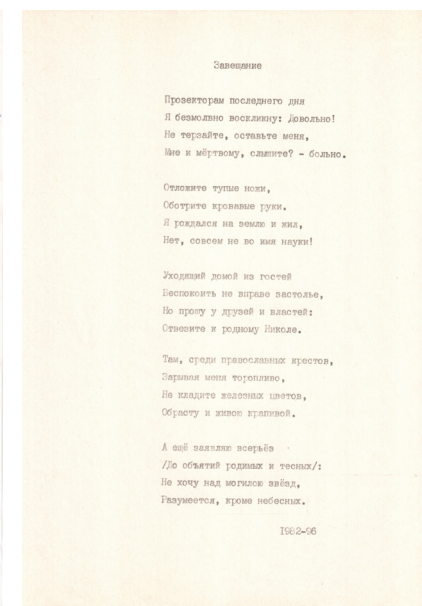 Завещание
Прозекторам последнего дня
Я безмолвно воскликну: Довольно!
Не терзайте, оставьте меня,
Мне и мёртвому, слышите? - больно.
Отложите тупые ножи,
Оботрите кровавые руки.
Я рождался на землю и жил,
Нет, совсем не во имя науки!
Уходящий домой из гостей
Беспокоить не вправе застолье,
Но прошу у друзей и властей:
Отвезите к родному Николе.
Там, среди православных крестов,
Зарывая меня торопливо,
Не кладите железных цветов,
Обрасту и живою крапивой.
А ещё заявляю всерьёз
/До объятий родимых и тесных/:
Не хочу над могилою звёзд,
Разумеется, кроме небесных.
1982-96